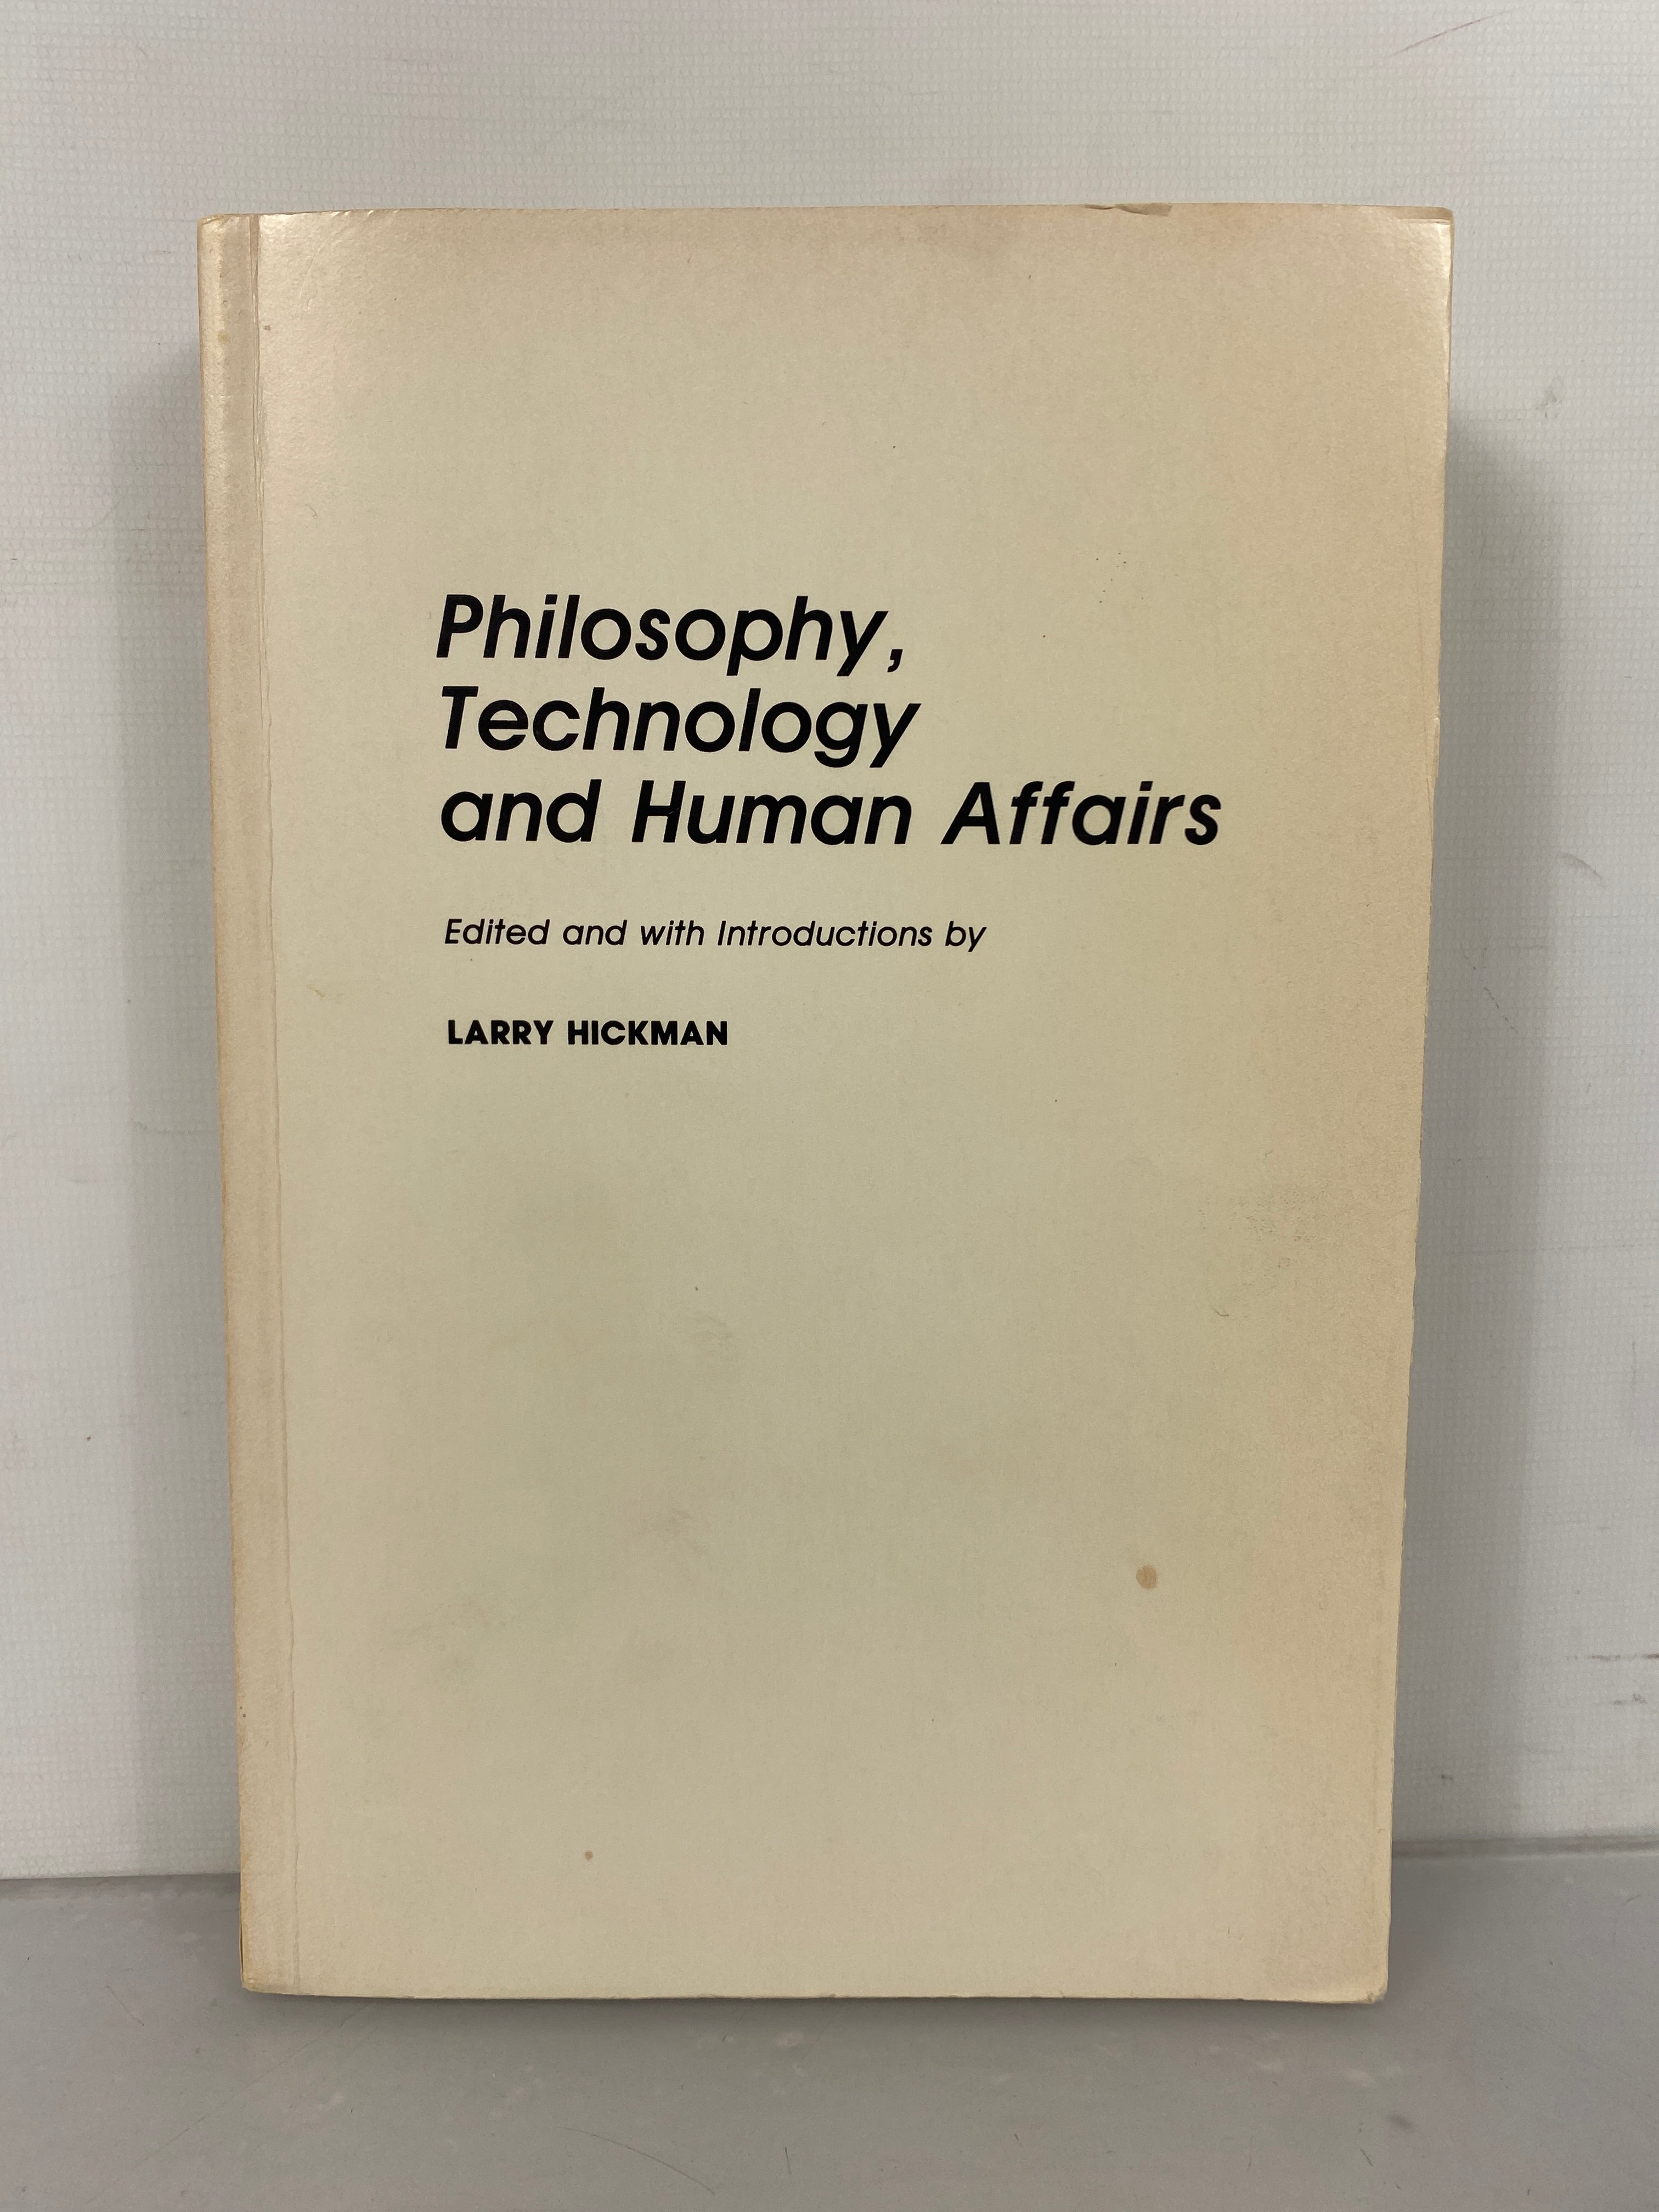 Philosophy,
Technology
and Human Affairs
Edited and with Introductions by
LARRY HICKMAN